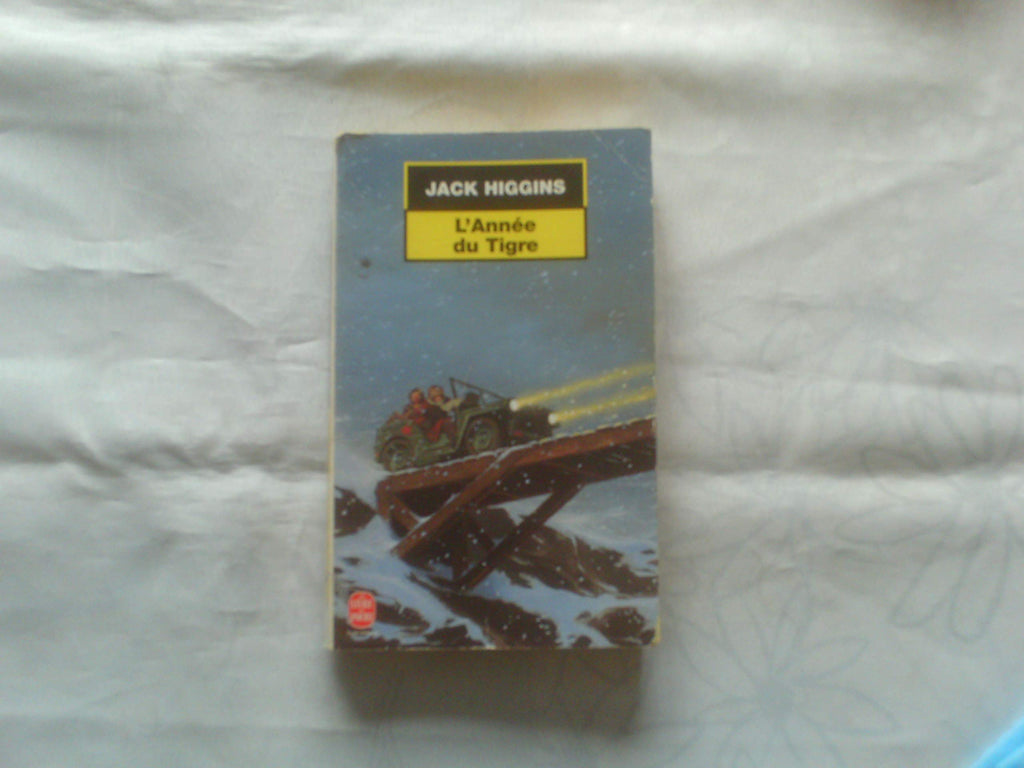 JACK HIGGINS
L'Année
du Tigre